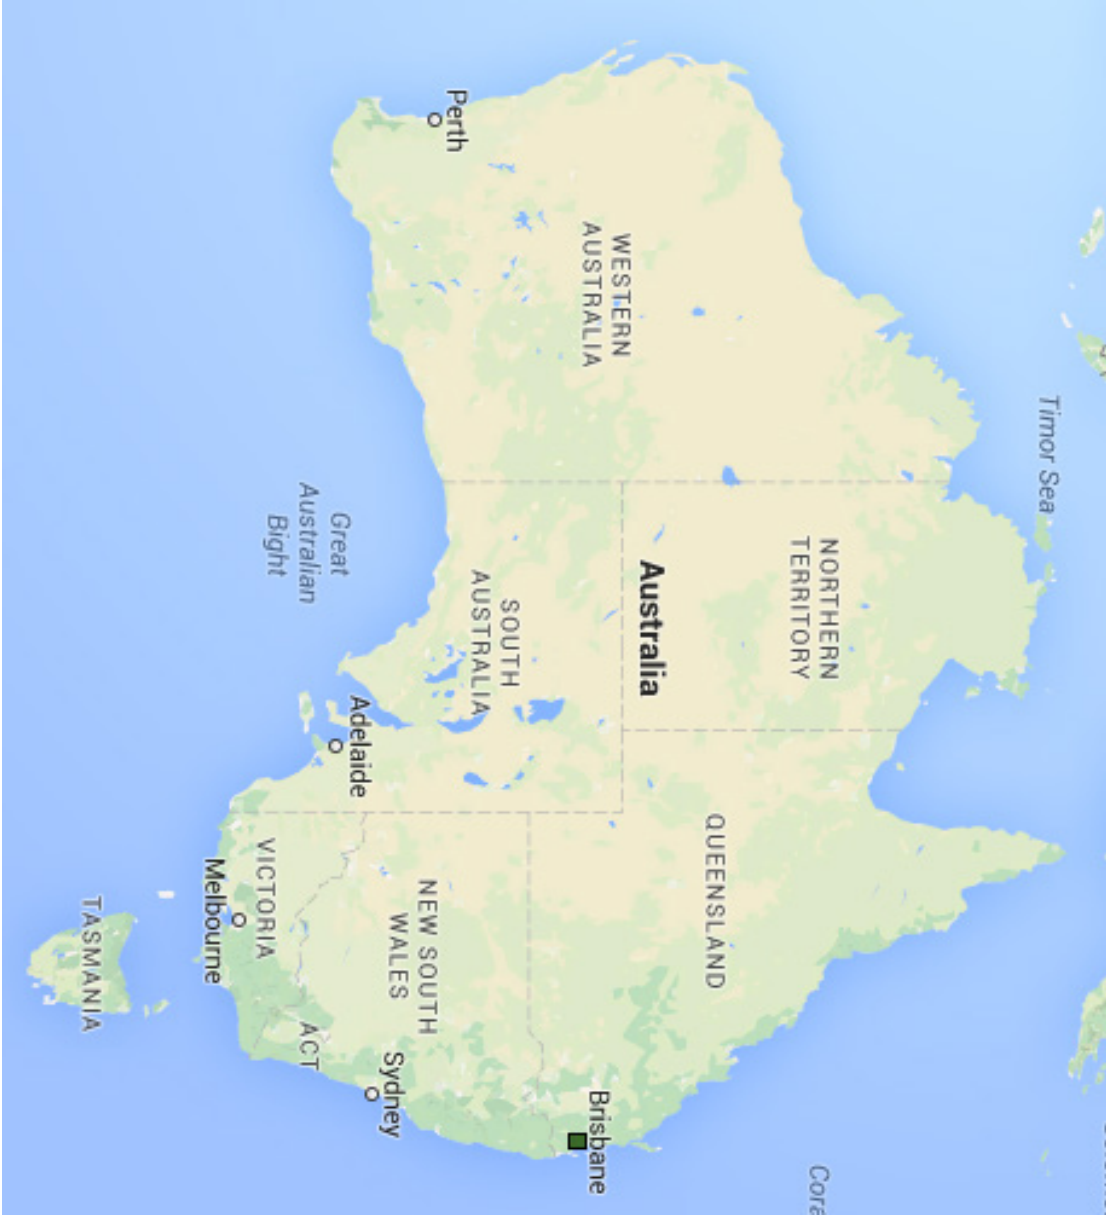 Timor Sea
NORTHERN
TERRITORY
WESTERN
AUSTRALIA
QUEENSLAND
Australia
SOUTH
AUSTRALIA
Perth
Brisbane
NEW SOUTH
WALES
Great
Australian
Bight
Adelaide
Sydney
ACT
VICTORIA
Melbourne
TASMANIA
Cora